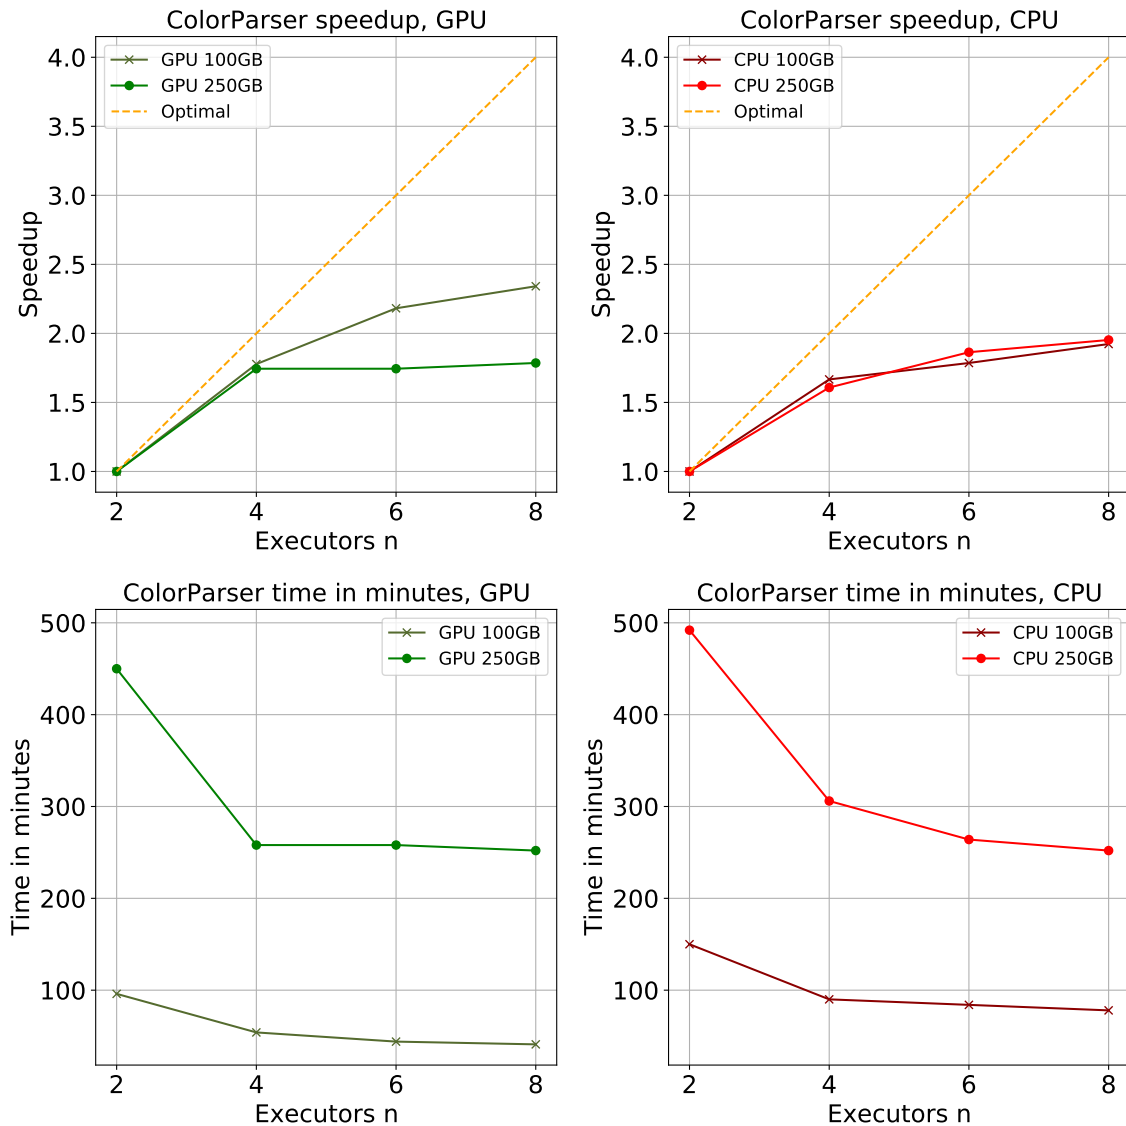 ColorParser speedup, GPU
4.0
3.5
3.0
2.5
2.0
1.5
1.0
Speedup
GPU 100GB
GPU 250GB
Optimal
2 4 6 8
Executors n
ColorParser speedup, CPU
4.0
3.5
3.0
2.5
2.0
1.5
1.0
Speedup
CPU 100GB
CPU 250GB
Optimal
2 4 6 8
Executors n
ColorParser time in minutes, GPU
500
400
300
200
100
Time in minutes
GPU 100GB
GPU 250GB
2 4 6 8
Executors n
ColorParser time in minutes, CPU
500
400
300
200
100
Time in minutes
CPU 100GB
CPU 250GB
2 4 6 8
Executors n